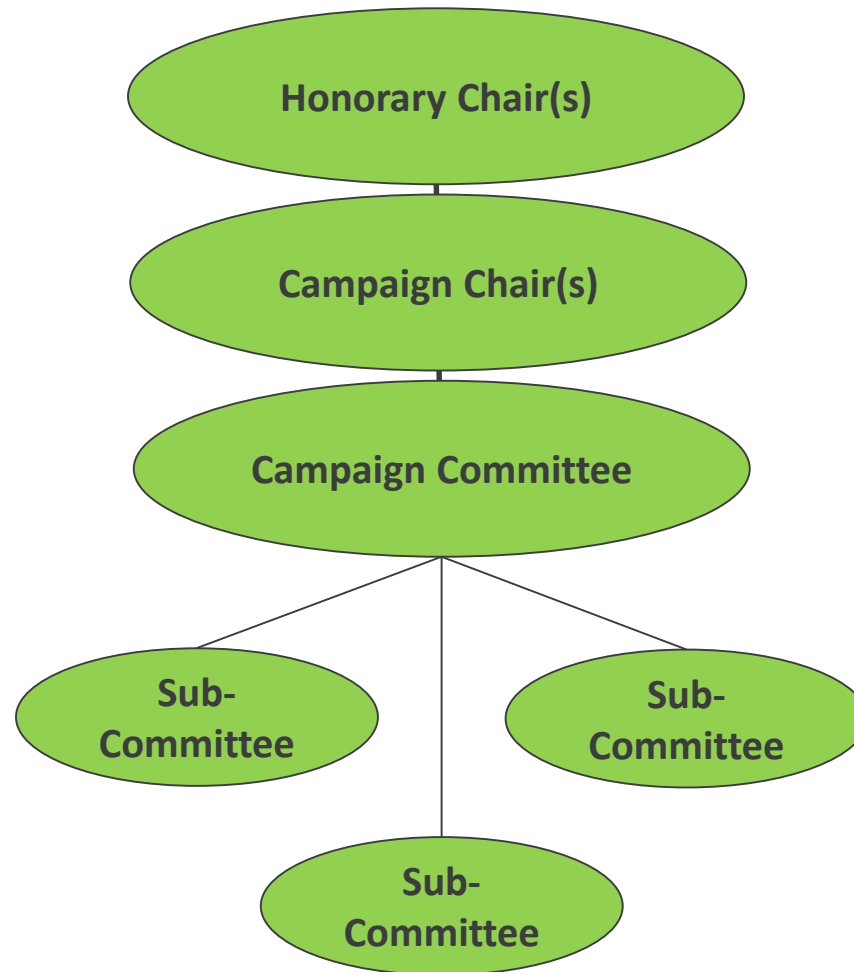 Honorary Chair(s)
Campaign Chair(s)
Campaign Committee
Sub-
Committee
Sub-
Committee
Sub-
Committee